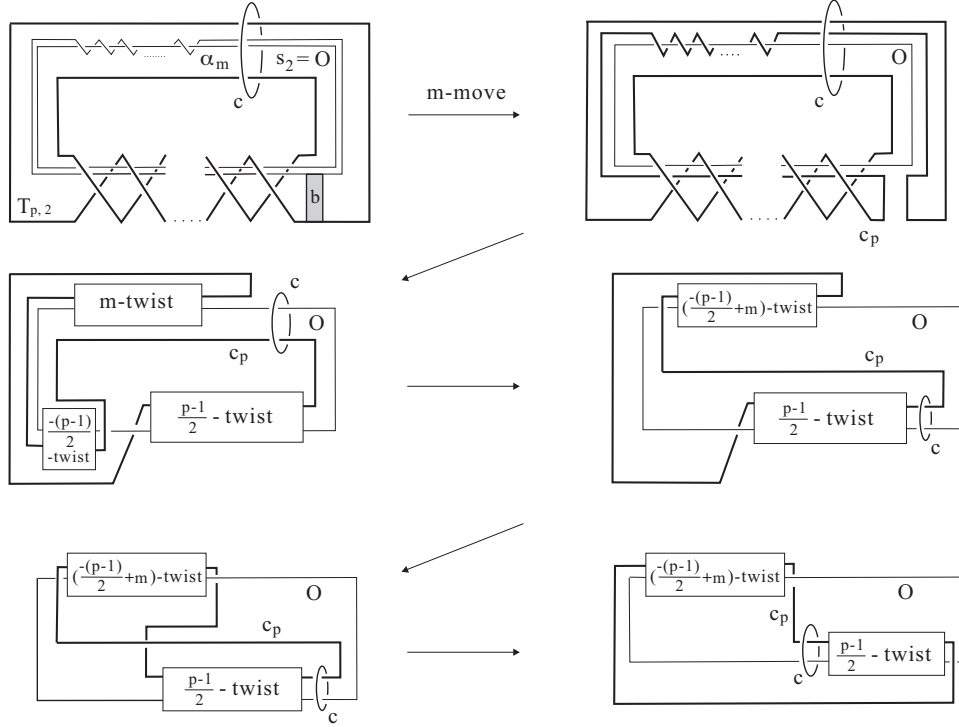 α_m
s_2 = O
c
T_{p, 2}
b
m-move
O
c
c_p
m-twist
c
O
c_p
-(p-1)
2
-twist
p-1
2
- twist
(-(p-1)/2 +m)-twist
O
c_p
p-1
2
- twist
c
(-(p-1)/2 +m)-twist
O
c_p
p-1
2
- twist
c
(-(p-1)/2 +m)-twist
O
c_p
c
p-1
2
- twist